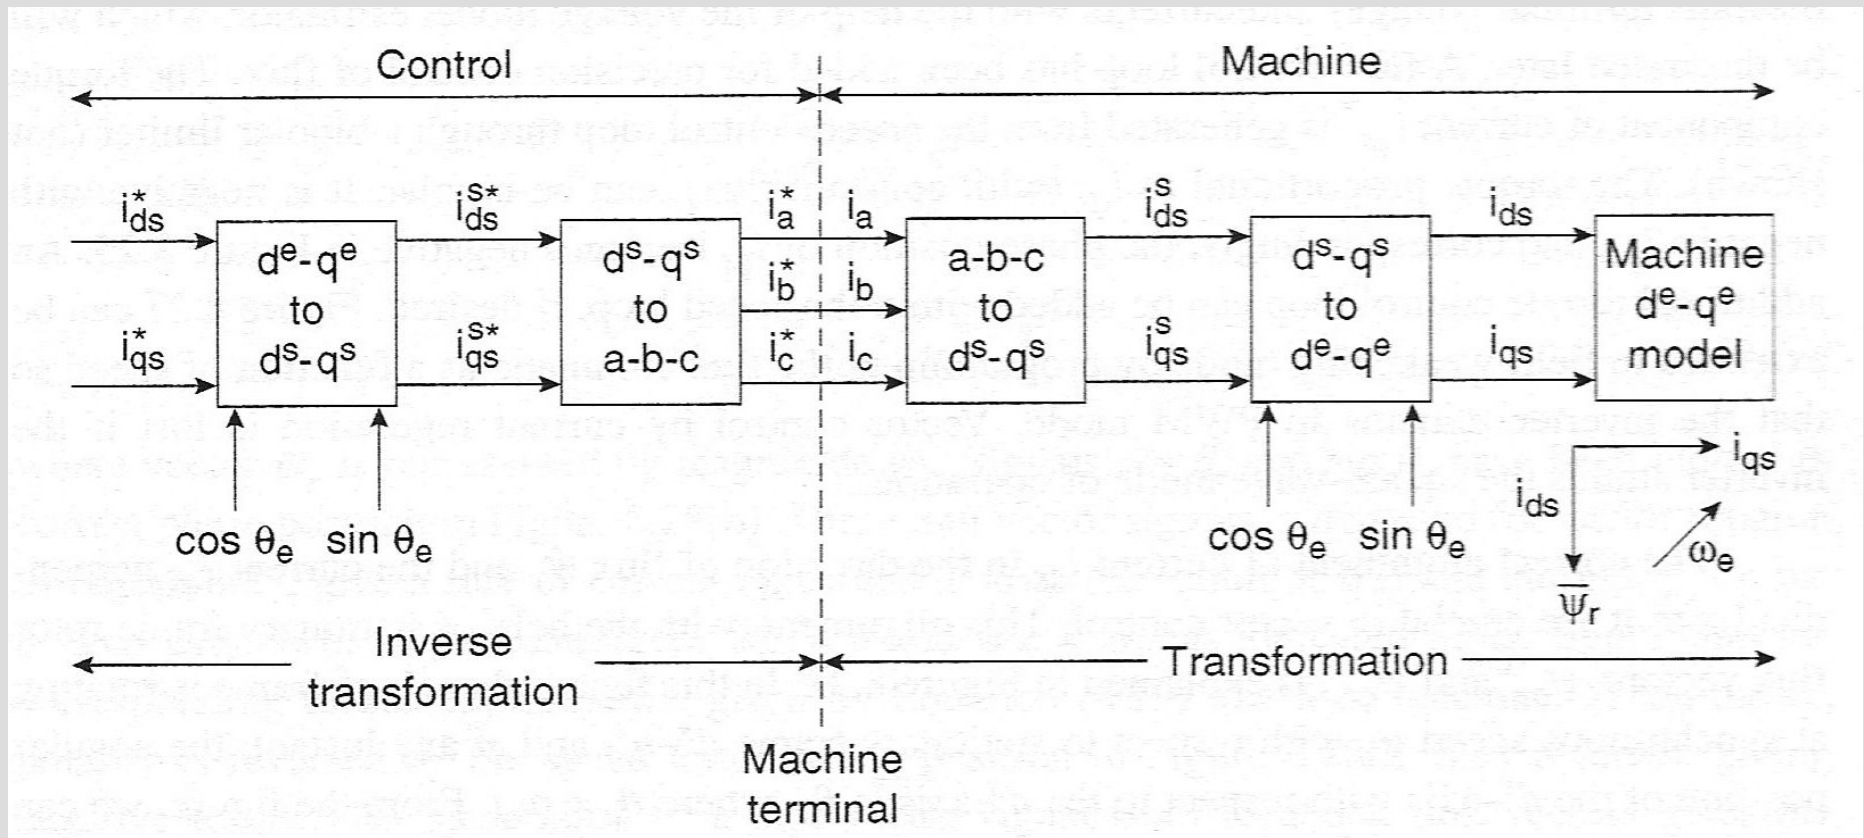 Control
Machine
i*ds
is*ds
i*a
ia
isds
ids
de-qe
to
ds-qs
ds-qs
to
a-b-c
i*b
ib
a-b-c
to
ds-qs
ds-qs
to
de-qe
Machine
de-qe
model
i*qs
is*qs
i*c
ic
isqs
iqs
cos θe
sin θe
cos θe
sin θe
iqs
ids
ωe
ψ̅r
Inverse
transformation
Transformation
Machine
terminal